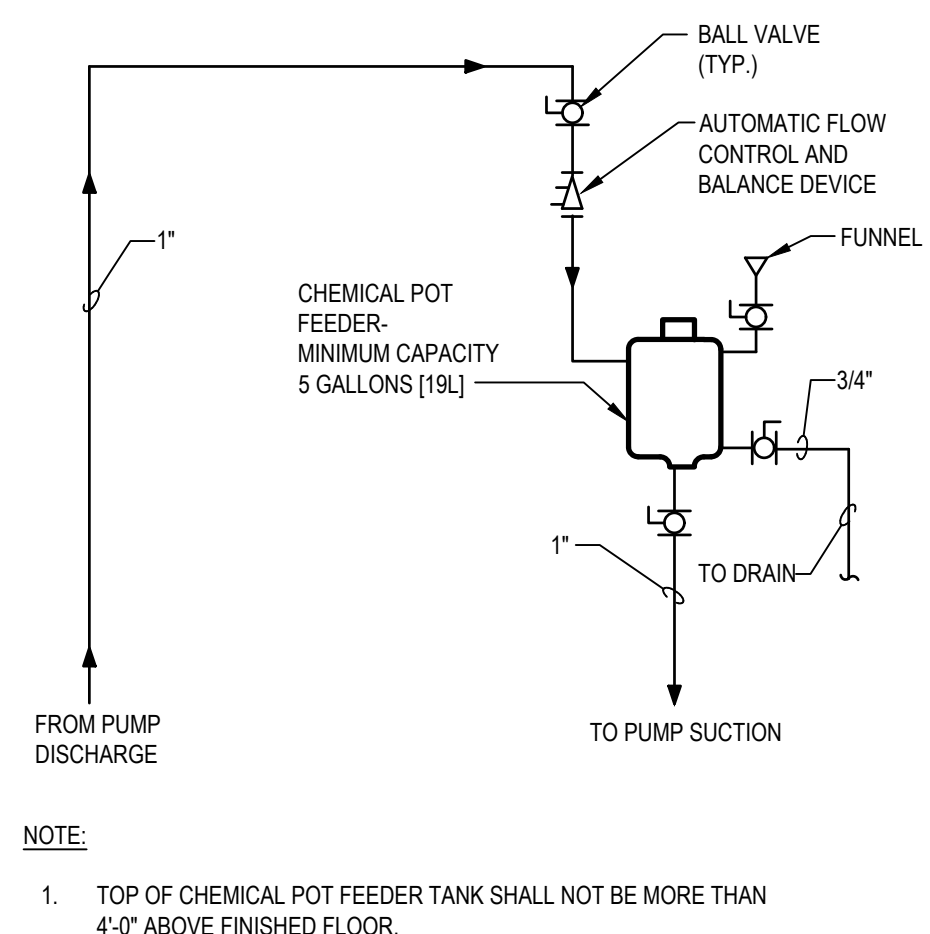 BALL VALVE
(TYP.)
AUTOMATIC FLOW
CONTROL AND
BALANCE DEVICE
1"
FUNNEL
CHEMICAL POT
FEEDER-
MINIMUM CAPACITY
5 GALLONS [19L]
3/4"
1"
TO DRAIN
FROM PUMP
DISCHARGE
TO PUMP SUCTION
NOTE:
1. TOP OF CHEMICAL POT FEEDER TANK SHALL NOT BE MORE THAN
4'-0" ABOVE FINISHED FLOOR.